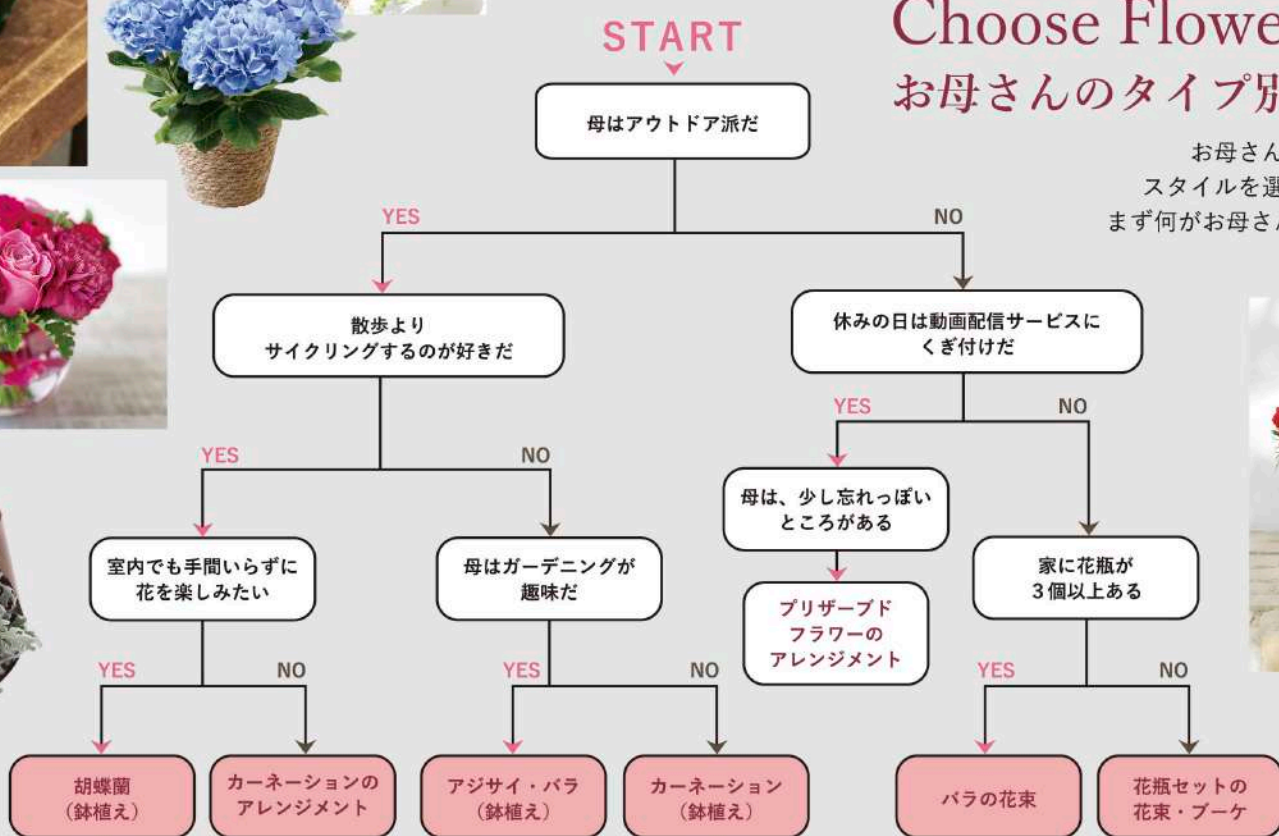 START
Choose Flowe
お母さんのタイプ別
お母さん
スタイルを選
まず何がお母さん
母はアウトドア派だ
YES
NO
散歩より
サイクリングするのが好きだ
休みの日は動画配信サービスに
くぎ付けだ
YES
NO
YES
NO
母は、少し忘れっぽい
ところがある
室内でも手間いらずに
花を楽しみたい
母はガーデニングが
趣味だ
家に花瓶が
3個以上ある
プリザーブド
フラワーの
アレンジメント
YES
NO
YES
NO
YES
NO
胡蝶蘭
（鉢植え）
カーネーションの
アレンジメント
アジサイ・バラ
（鉢植え）
カーネーション
（鉢植え）
バラの花束
花瓶セットの
花束・ブーケ